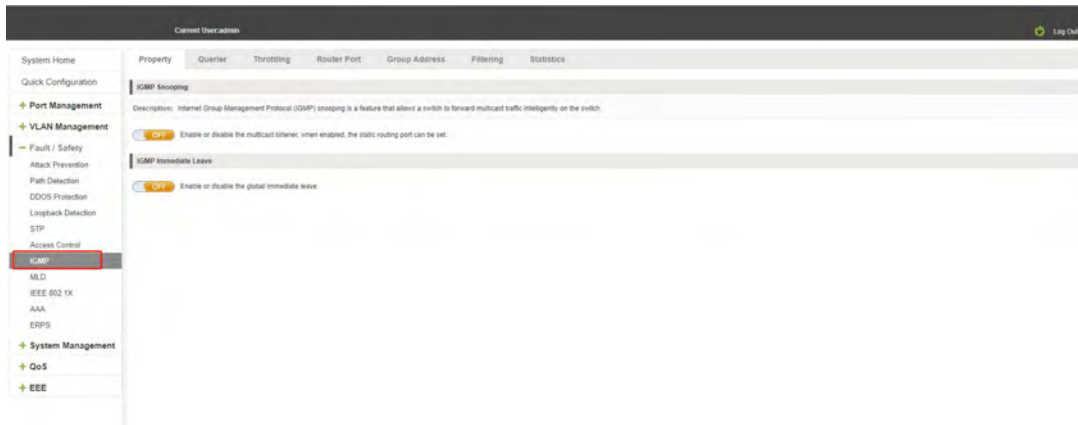 Current User:admin
Log Out
System Home
Quick Configuration
+ Port Management
+ VLAN Management
− Fault / Safety
Attack Prevention
Path Detection
DDOS Protection
Loopback Detection
STP
Access Control
IGMP
MLD
IEEE 802.1X
AAA
ERPS
+ System Management
+ QoS
+ EEE
Property Querier Throttling Router Port Group Address Filtering Statistics
IGMP Snooping
Description: Internet Group Management Protocal (IGMP) snooping is a feature that allows a switch to forward multicast traffic intelligently on the switch.
OFF Enable or disable the multicast listener, when enabled, the static routing port can be set.
IGMP Immediate Leave
OFF Enable or disable the global immediate leave.